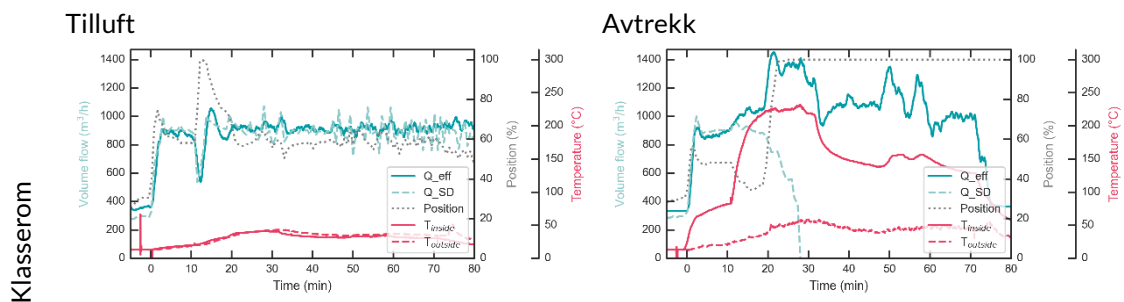 Tilluft
Avtrekk
Klasserom
Volume flow (m³/h)
1400
1200
1000
800
600
400
200
0
0 10 20 30 40 50 60 70 80
Time (min)
100
80
60
40
20
0
Position (%)
300
250
200
150
100
50
0
Temperature (°C)
Q_eff
Q_SD
Position
T_inside
T_outside
Volume flow (m³/h)
1400
1200
1000
800
600
400
200
0
0 10 20 30 40 50 60 70 80
Time (min)
100
80
60
40
20
0
Position (%)
300
250
200
150
100
50
0
Temperature (°C)
Q_eff
Q_SD
Position
T_inside
T_outside